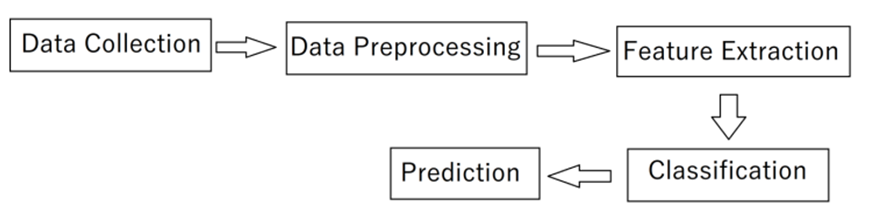 Data Collection
Data Preprocessing
Feature Extraction
Classification
Prediction